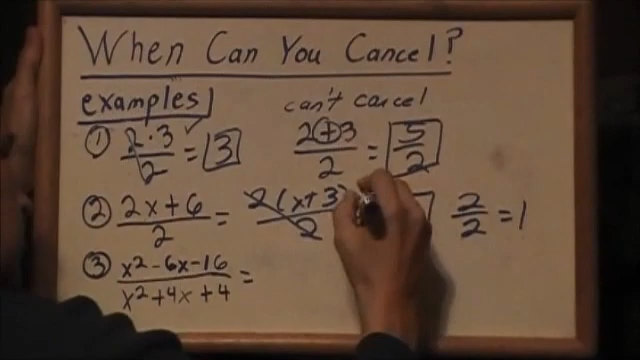 When Can You Cancel?
examples can't cancel
① 2·3/2 = 3 2+3/2 = 5/2
② 2x+6/2 = 2(x+3)/2 2/2 = 1
③ x²-6x-16/x²+4x+4 =